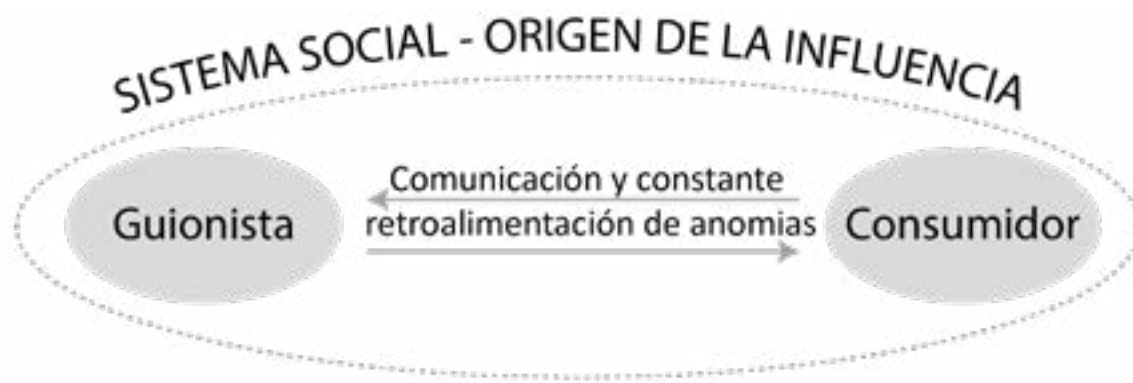 SISTEMA SOCIAL - ORIGEN DE LA INFLUENCIA
Guionista
Comunicación y constante
retroalimentación de anomias
Consumidor